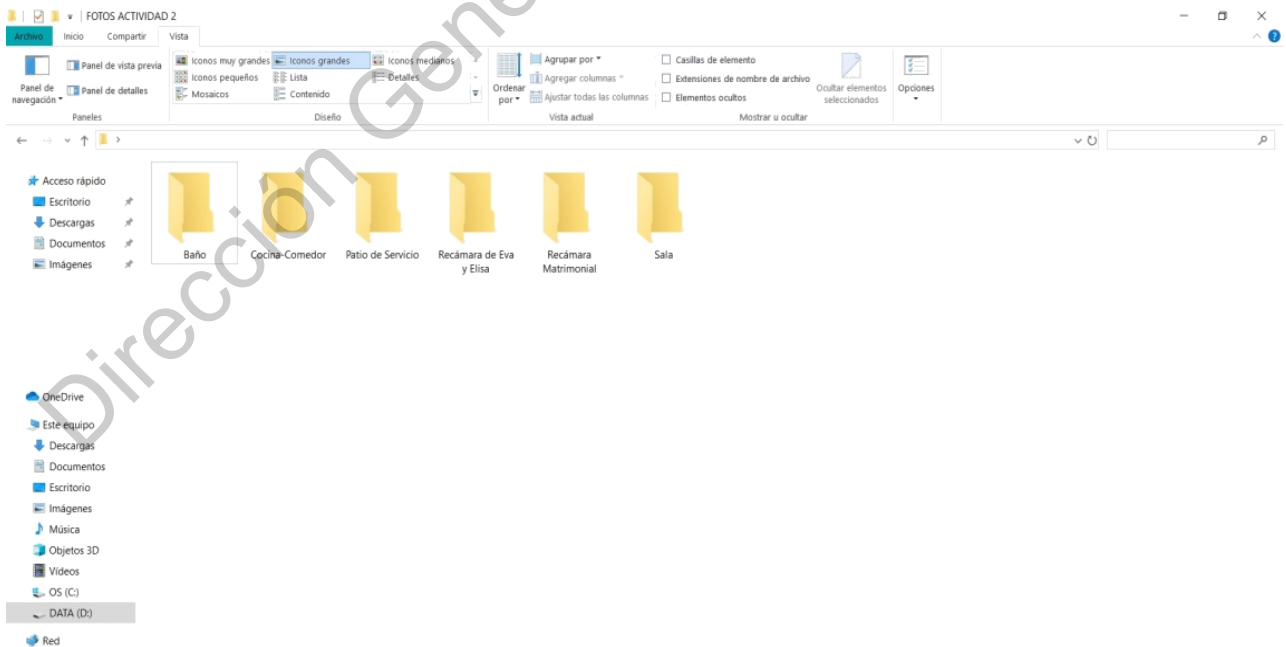 FOTOS ACTIVIDAD 2
Archivo Inicio Compartir Vista
Panel de navegación
Panel de vista previa
Panel de detalles
Paneles
Iconos muy grandes Iconos grandes Iconos medianos
Iconos pequeños Lista Detalles
Mosaicos Contenido
Diseño
Ordenar por
Agrupar por
Agregar columnas
Ajustar todas las columnas
Vista actual
Casillas de elemento
Extensiones de nombre de archivo
Elementos ocultos
Ocultar elementos
seleccionados
Mostrar u ocultar
Opciones
Acceso rápido
Escritorio
Descargas
Documentos
Imágenes
Baño
Cocina-Comedor
Patio de Servicio
Recámara de Eva
y Elisa
Recámara
Matrimonial
Sala
OneDrive
Este equipo
Descargas
Documentos
Escritorio
Imágenes
Música
Objetos 3D
Vídeos
OS (C:)
DATA (D:)
Red
Dirección Gene